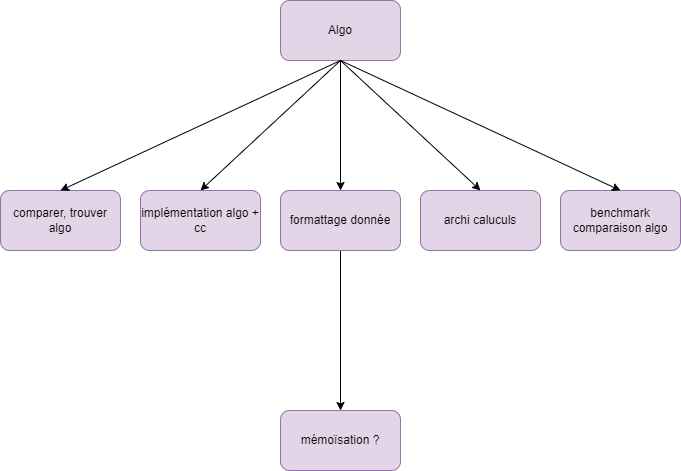 Algo
comparer, trouver
algo
implémentation algo +
cc
formattage donnée
archi caluculs
benchmark
comparaison algo
mémoïsation ?